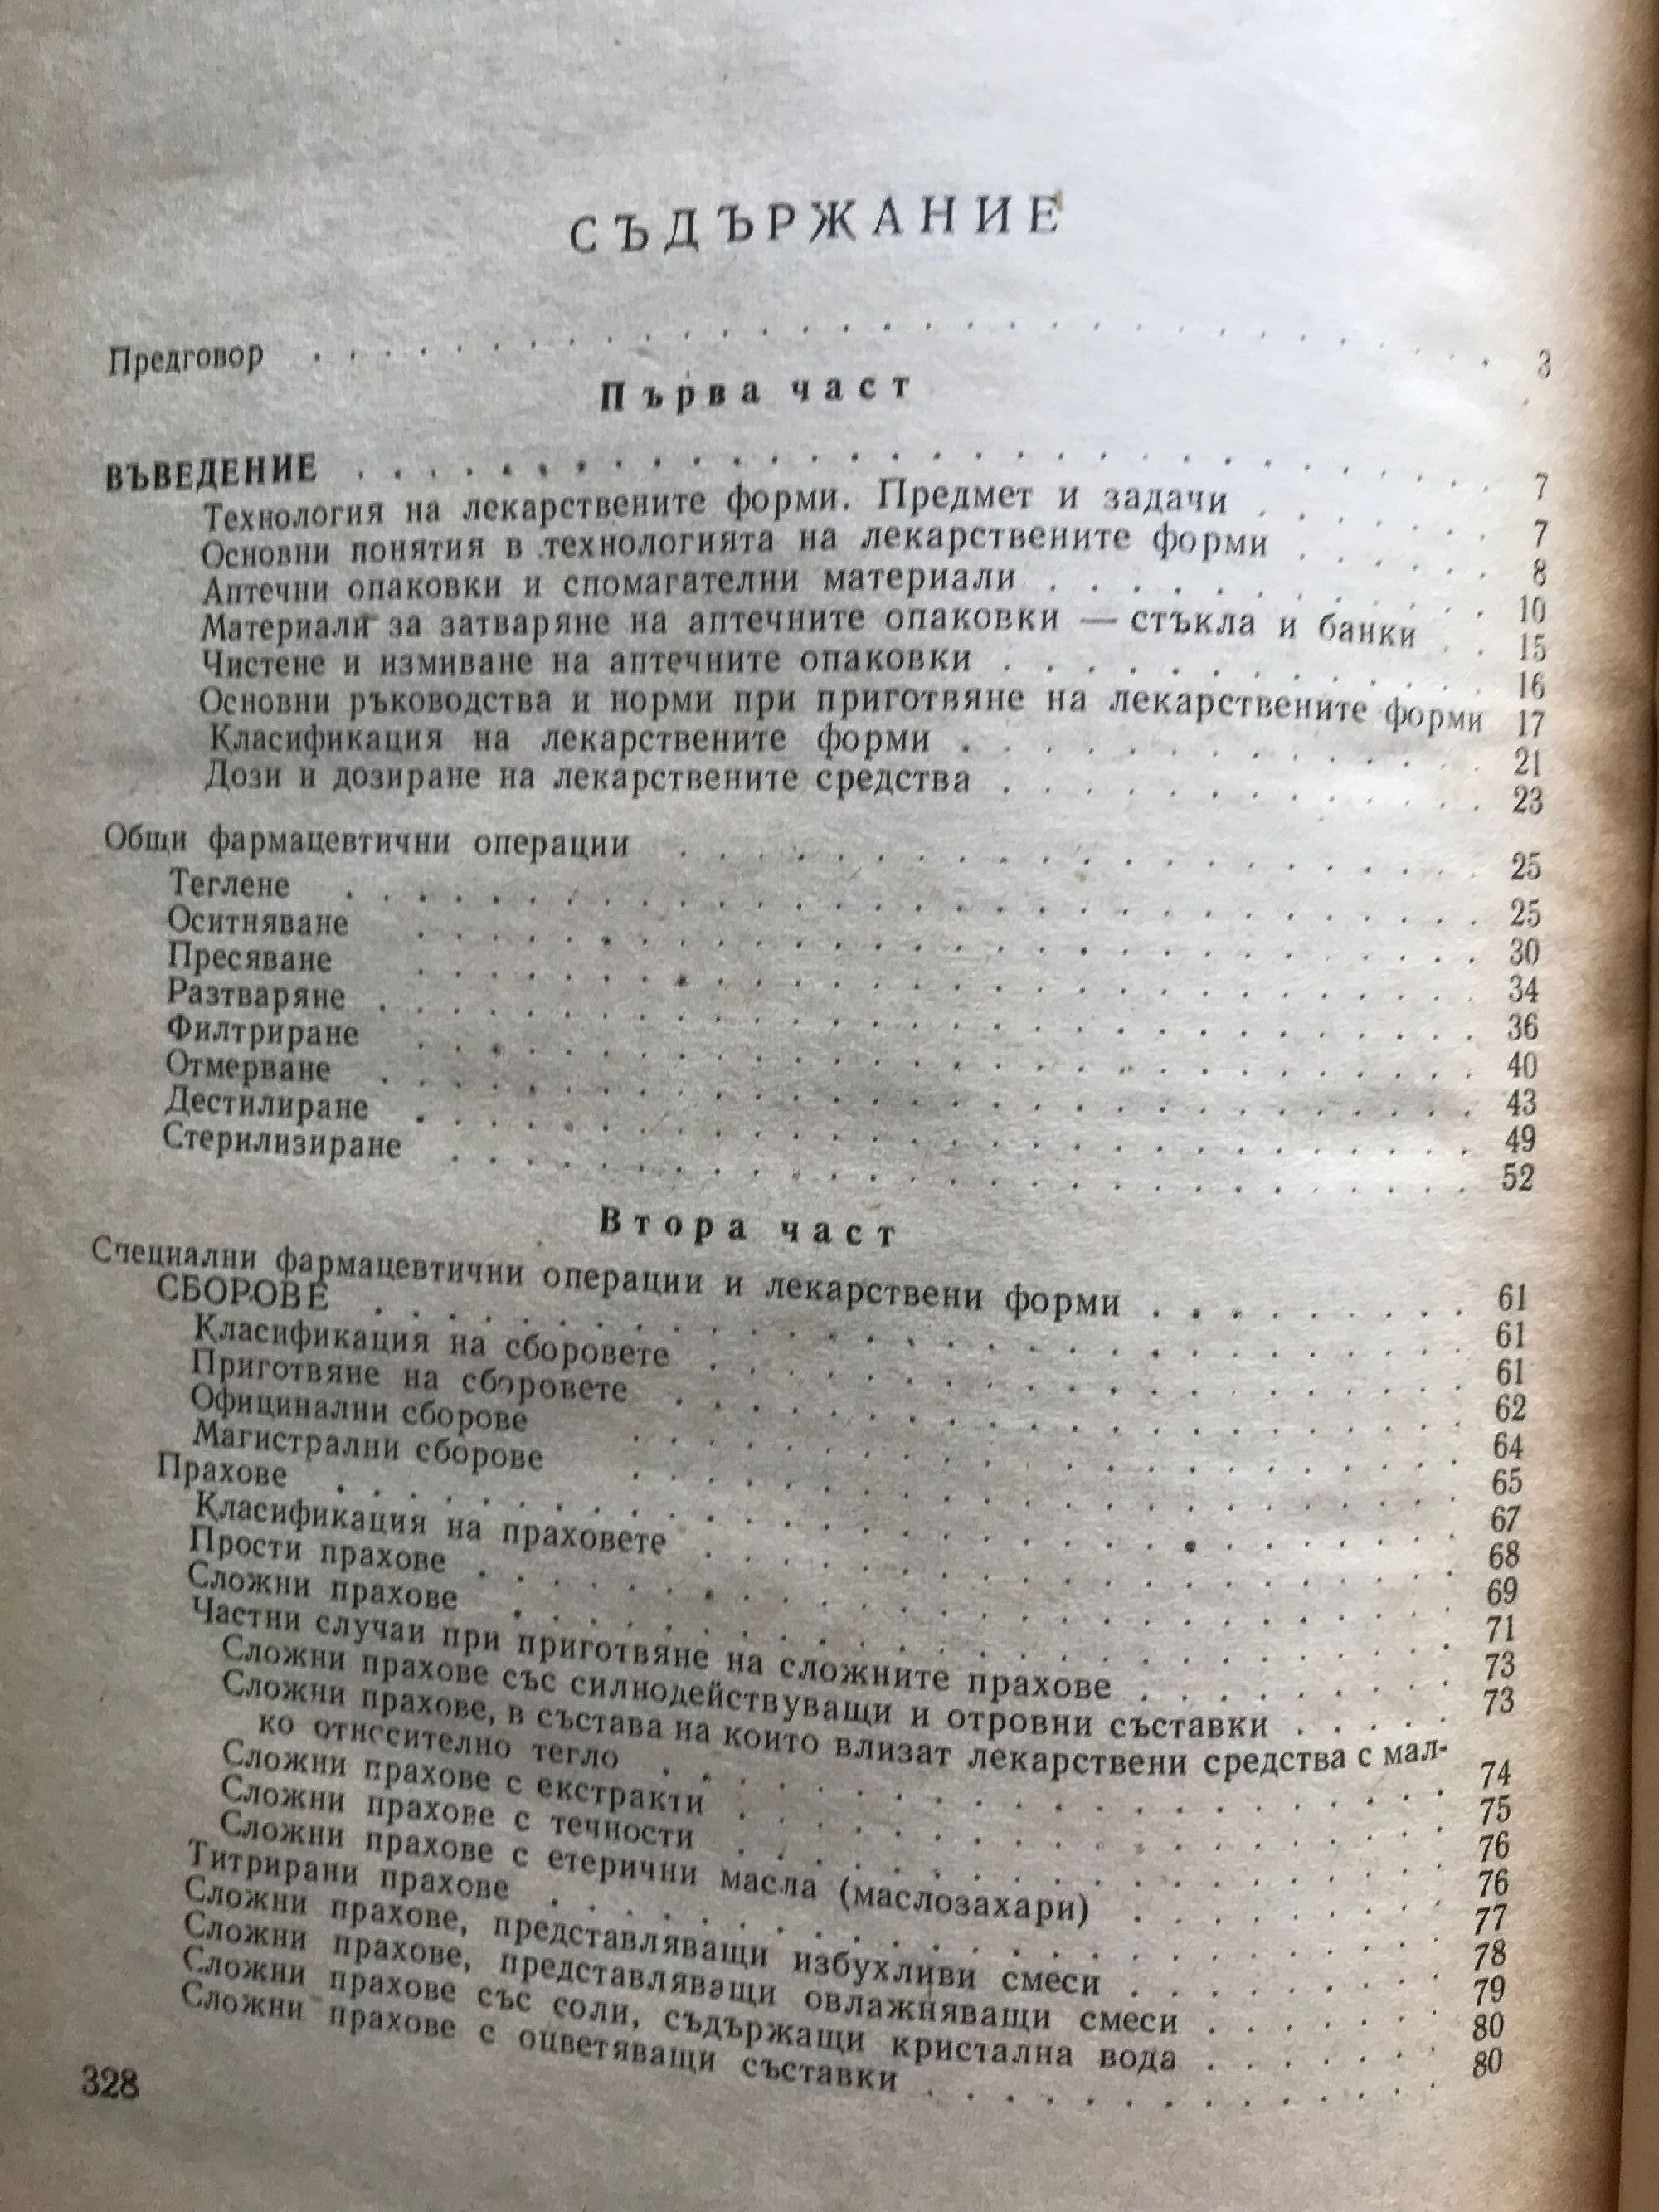 СЪДЪРЖАНИЕ
Предговор . . . . . . . . . . 3
Първа част
ВЪВЕДЕНИЕ . . . . . . . . . . 7
Технология на лекарствените форми. Предмет и задачи . . . . . 7
Основни понятия в технологията на лекарствените форми . . . . . 8
Аптечни опаковки и спомагателни материали . . . . . 10
Материали за затваряне на аптечните опаковки — стъкла и банки . . 15
Чистене и измиване на аптечните опаковки . . . . . 16
Основни ръководства и норми при приготвяне на лекарствените форми 17
Класификация на лекарствените форми . . . . . 21
Дози и дозиране на лекарствените средства . . . . . 23
Общи фармацевтични операции . . . . . 25
Теглене . . . . . 25
Оситняване . . . . . 30
Пресяване . . . . . 34
Разтваряне . . . . . 36
Филтриране . . . . . 40
Отмерване . . . . . 43
Дестилиране . . . . . 49
Стерилизиране . . . . . 52
Втора част
Специални фармацевтични операции и лекарствени форми . . . . . 61
СБОРОВЕ . . . . . 61
Класификация на сборовете . . . . . 61
Приготвяне на сборовете . . . . . 62
Официнални сборове . . . . . 64
Магистрални сборове . . . . . 65
Прахове . . . . . 67
Класификация на праховете . . . . . 68
Прости прахове . . . . . 69
Сложни прахове . . . . . 71
Частни случаи при приготвяне на сложните прахове . . . . . 73
Сложни прахове със силнодействуващи и отровни съставки . . . . . 73
Сложни прахове, в състава на които влизат лекарствени средства с мал-
ко относително тегло . . . . . 74
Сложни прахове с екстракти . . . . . 75
Сложни прахове с течности . . . . . 76
Сложни прахове с етерични масла (маслозахари) . . . . . 76
Титрирани прахове . . . . . 77
Сложни прахове, представляващи избухливи смеси . . . . . 78
Сложни прахове, представляващи овлажняващи смеси . . . . . 79
Сложни прахове със соли, съдържащи кристална вода . . . . . 80
Сложни прахове с оцветяващи съставки . . . . . 80
328